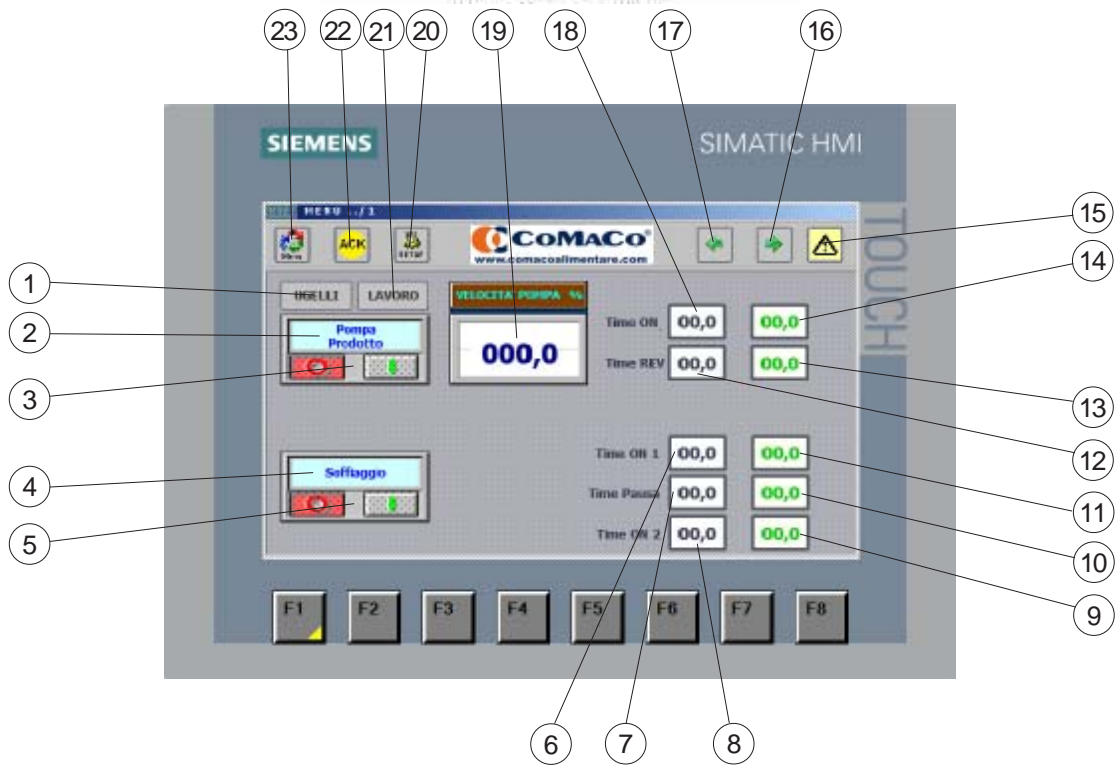 23 22 21 20 19 18 17 16
SIEMENS
SIMATIC HMI
TOUCH
MENU ../1
Menu
ACK
SETUP
CoMaCo®
www.comacoalimentare.com
15
14
1
UGELLI
LAVORO
VELOCITA' POMPA %
2
Pompa
Prodotto
000,0
Time ON 00,0 00,0
Time REV 00,0 00,0
3
13
12
4
Soffiaggio
Time ON 1 00,0 00,0
Time Pausa 00,0 00,0
Time ON 2 00,0 00,0
5
11
10
9
F1 F2 F3 F4 F5 F6 F7 F8
6 7 8